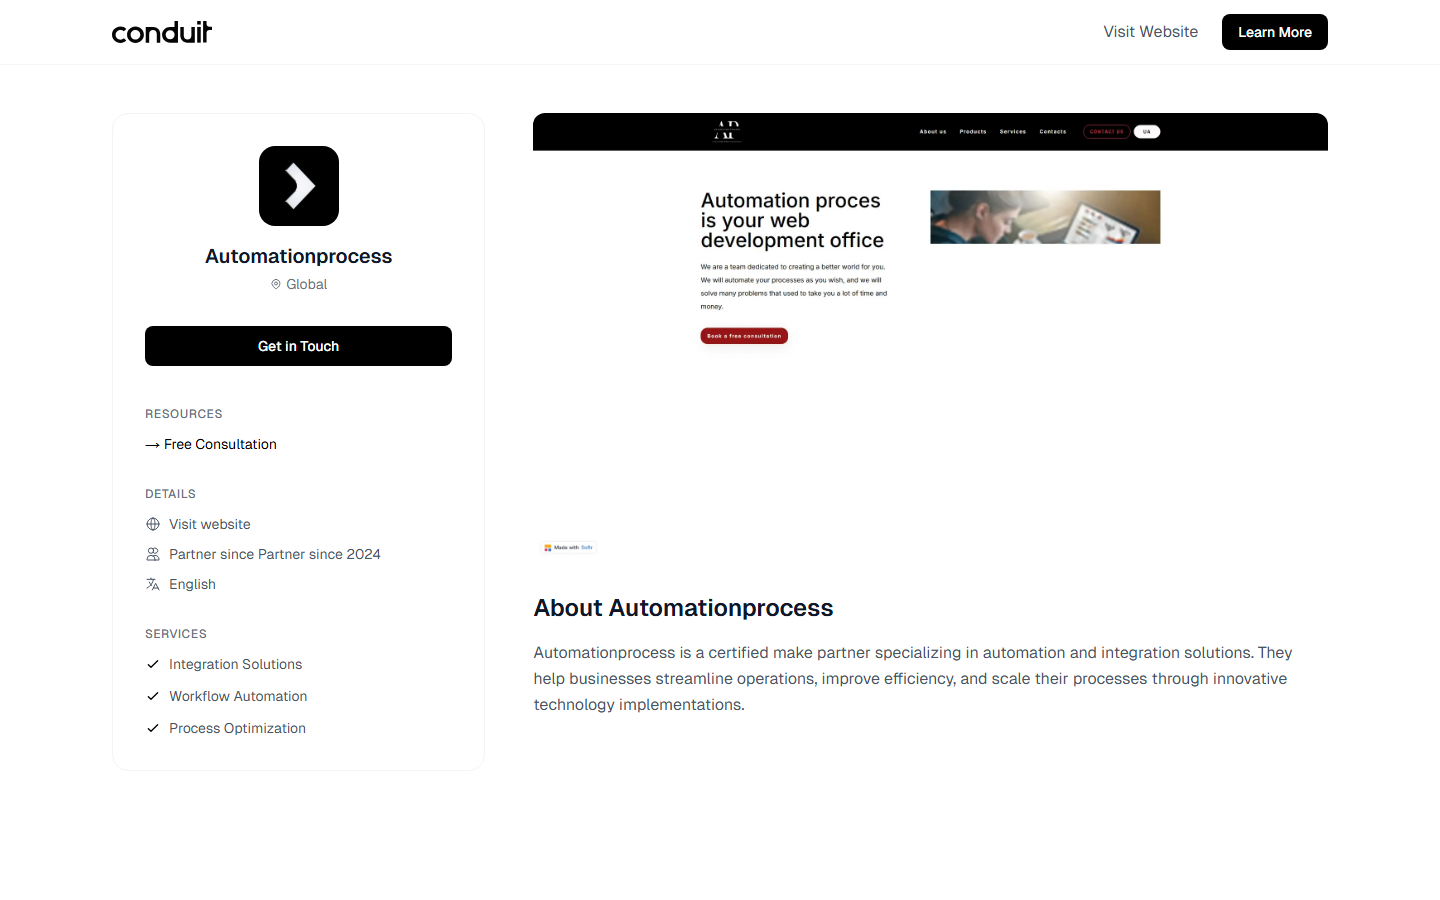 conduit
Visit Website
Learn More
Automationprocess
Global
Get in Touch
RESOURCES
→ Free Consultation
DETAILS
Visit website
Partner since Partner since 2024
English
SERVICES
Integration Solutions
Workflow Automation
Process Optimization
AP
About us
Products
Services
Contacts
CONTACT US
UA
Automation proces
is your web
development office
We are a team dedicated to creating a better world for you.
We will automate your processes as you wish, and we will
solve many problems that used to take you a lot of time and
money.
Book a free consultation
Made with Softr
About Automationprocess
Automationprocess is a certified make partner specializing in automation and integration solutions. They
help businesses streamline operations, improve efficiency, and scale their processes through innovative
technology implementations.